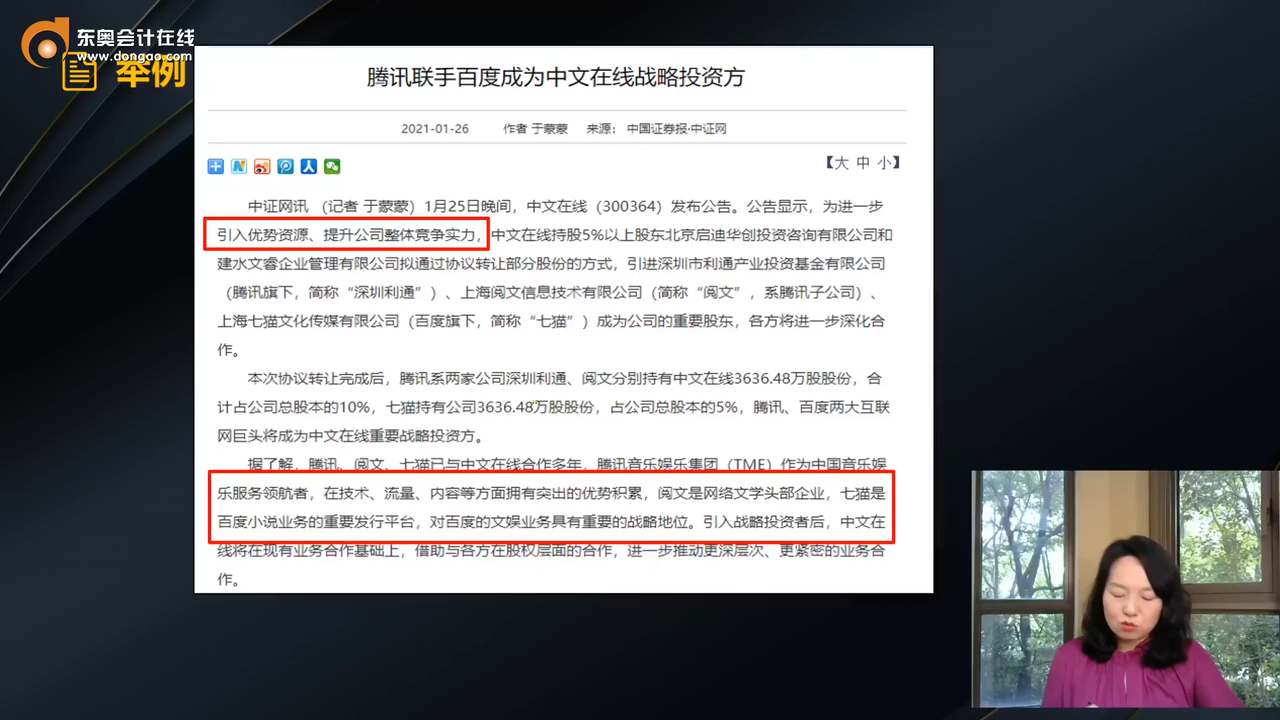 东奥会计在线
www.dongao.com
举例
腾讯联手百度成为中文在线战略投资方
2021-01-26 作者 于蒙蒙 来源： 中国证券报·中证网
【大 中 小】
中证网讯 （记者 于蒙蒙）1月25日晚间，中文在线（300364）发布公告。公告显示，为进一步
引入优势资源、提升公司整体竞争实力，中文在线持股5%以上股东北京启迪华创投资咨询有限公司和
建水文睿企业管理有限公司拟通过协议转让部分股份的方式，引进深圳市利通产业投资基金有限公司
（腾讯旗下，简称“深圳利通”）、上海阅文信息技术有限公司（简称“阅文”，系腾讯子公司）、
上海七猫文化传媒有限公司（百度旗下，简称“七猫”）成为公司的重要股东，各方将进一步深化合
作。
本次协议转让完成后，腾讯系两家公司深圳利通、阅文分别持有中文在线3636.48万股股份，合
计占公司总股本的10%，七猫持有公司3636.48万股股份，占公司总股本的5%，腾讯、百度两大互联
网巨头将成为中文在线重要战略投资方。
据了解，腾讯、阅文、七猫已与中文在线合作多年，腾讯音乐娱乐集团（TME）作为中国音乐娱
乐服务领航者，在技术、流量、内容等方面拥有突出的优势积累，阅文是网络文学头部企业，七猫是
百度小说业务的重要发行平台，对百度的文娱业务具有重要的战略地位。引入战略投资者后，中文在
线将在现有业务合作基础上，借助与各方在股权层面的合作，进一步推动更深层次、更紧密的业务合
作。